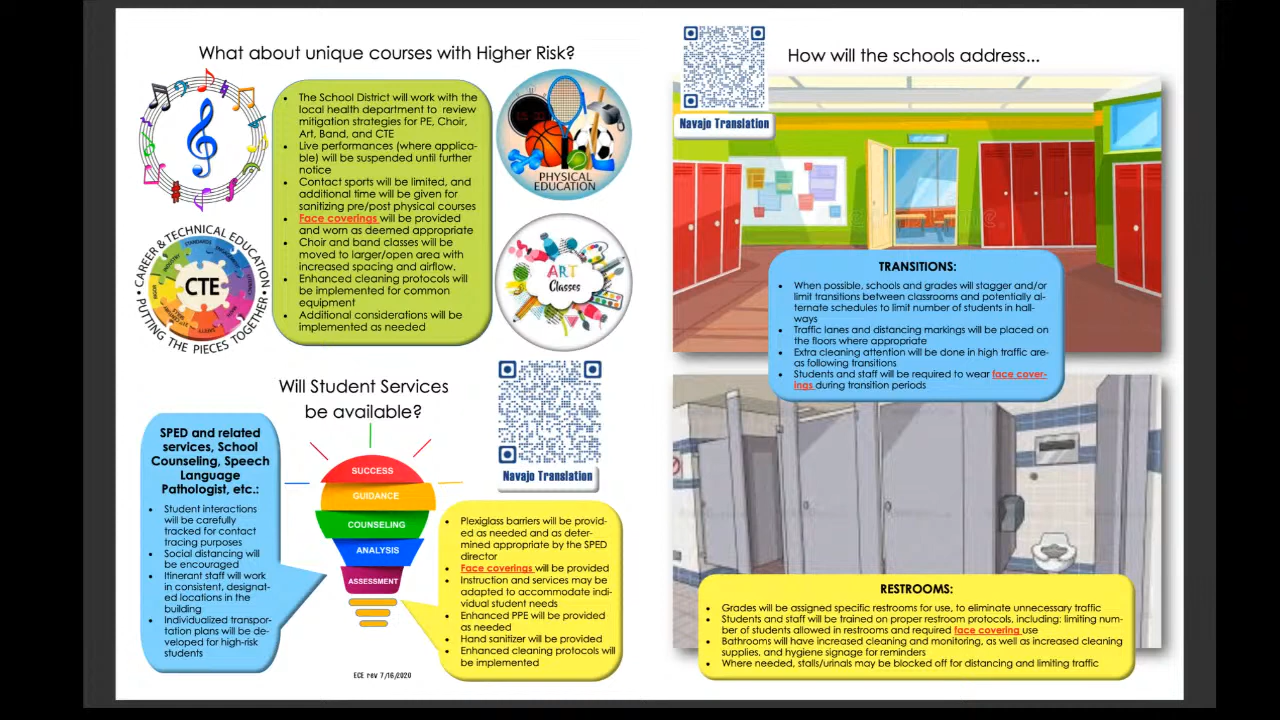 What about unique courses with Higher Risk?
• The School District will work with the
local health department to review
mitigation strategies for PE, Choir,
Art, Band, and CTE
• Live performances (where applica-
ble) will be suspended until further
notice
• Contact sports will be limited, and
additional time will be given for
sanitizing pre/post physical courses
• Face coverings will be provided
and worn as deemed appropriate
• Choir and band classes will be
moved to larger/open area with
increased spacing and airflow.
• Enhanced cleaning protocols will
be implemented for common
equipment
• Additional considerations will be
implemented as needed
PHYSICAL
EDUCATION
• CAREER & TECHNICAL EDUCATION •
CTE
PUTTING THE PIECES TOGETHER
ART
Classes
Will Student Services
be available?
Navajo Translation
SPED and related
services, School
Counseling, Speech
Language
Pathologist, etc.:
• Student interactions
will be carefully
tracked for contact
tracing purposes
• Social distancing will
be encouraged
• Itinerant staff will work
in consistent, designat-
ed locations in the
building
• Individualized transpor-
tation plans will be de-
veloped for high-risk
students
SUCCESS
GUIDANCE
COUNSELING
ANALYSIS
ASSESSMENT
• Plexiglass barriers will be provid-
ed as needed and as deter-
mined appropriate by the SPED
director
• Face coverings will be provided
• Instruction and services may be
adapted to accommodate indi-
vidual student needs
• Enhanced PPE will be provided
as needed
• Hand sanitizer will be provided
• Enhanced cleaning protocols will
be implemented
ECE rev 7/16/2020
How will the schools address...
Navajo Translation
TRANSITIONS:
• When possible, schools and grades will stagger and/or
limit transitions between classrooms and potentially al-
ternate schedules to limit number of students in hall-
ways
• Traffic lanes and distancing markings will be placed on
the floors where appropriate
• Extra cleaning attention will be done in high traffic are-
as following transitions
• Students and staff will be required to wear face cover-
ings during transition periods
RESTROOMS:
• Grades will be assigned specific restrooms for use, to eliminate unnecessary traffic
• Students and staff will be trained on proper restroom protocols, including: limiting num-
ber of students allowed in restrooms and required face covering use
• Bathrooms will have increased cleaning and monitoring, as well as increased cleaning
supplies, and hygiene signage for reminders
• Where needed, stalls/urinals may be blocked off for distancing and limiting traffic